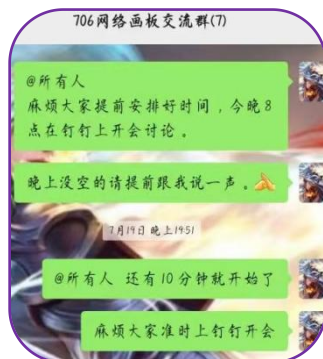 706网络画板交流群(7)
@所有人
麻烦大家提前安排好时间，今晚8
点在钉钉上开会讨论。
晚上没空的请提前跟我说一声。
7月14日 晚上19:51
@所有人 还有10分钟就开始了
麻烦大家准时上钉钉开会